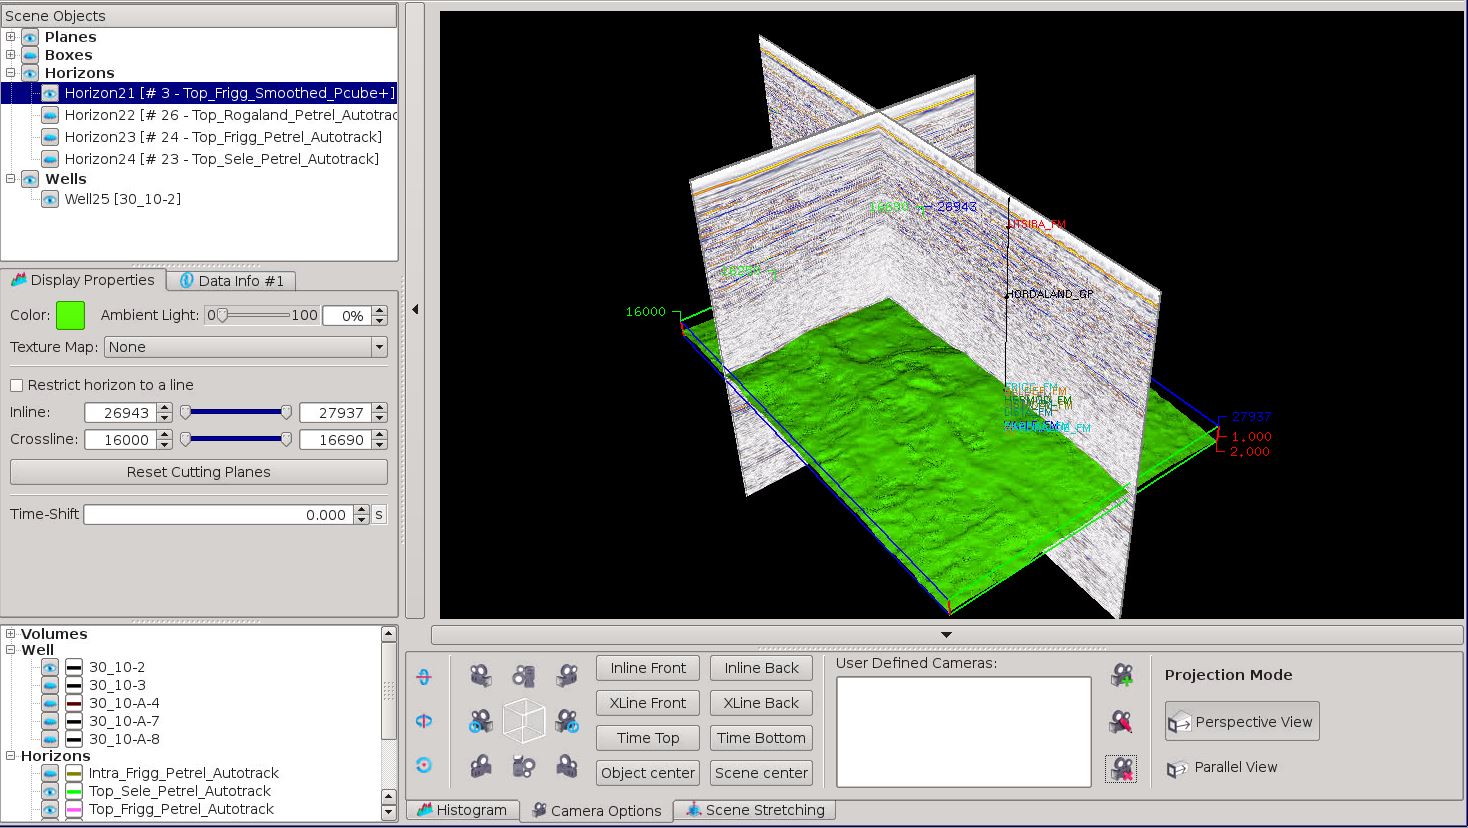 Scene Objects
Planes
Boxes
Horizons
Horizon21 [# 3 - Top_Frigg_Smoothed_Pcube+]
Horizon22 [# 26 - Top_Rogaland_Petrel_Autotrac
Horizon23 [# 24 - Top_Frigg_Petrel_Autotrack]
Horizon24 [# 23 - Top_Sele_Petrel_Autotrack]
Wells
Well25 [30_10-2]
Display Properties
Data Info #1
Color:
Ambient Light: 0 100 0%
Texture Map: None
Restrict horizon to a line
Inline: 26943 27937
Crossline: 16000 16690
Reset Cutting Planes
Time-Shift 0.000 s
Volumes
Well
30_10-2
30_10-3
30_10-A-4
30_10-A-7
30_10-A-8
Horizons
Intra_Frigg_Petrel_Autotrack
Top_Sele_Petrel_Autotrack
Top_Frigg_Petrel_Autotrack
16690 26943
UTSIRA_FM
HORDALAND_GP
16000
FRIGG_FM
HERMOD_FM
27937
1.000
2.000
Inline Front
Inline Back
XLine Front
XLine Back
Time Top
Time Bottom
Object center
Scene center
User Defined Cameras:
Projection Mode
Perspective View
Parallel View
Histogram
Camera Options
Scene Stretching